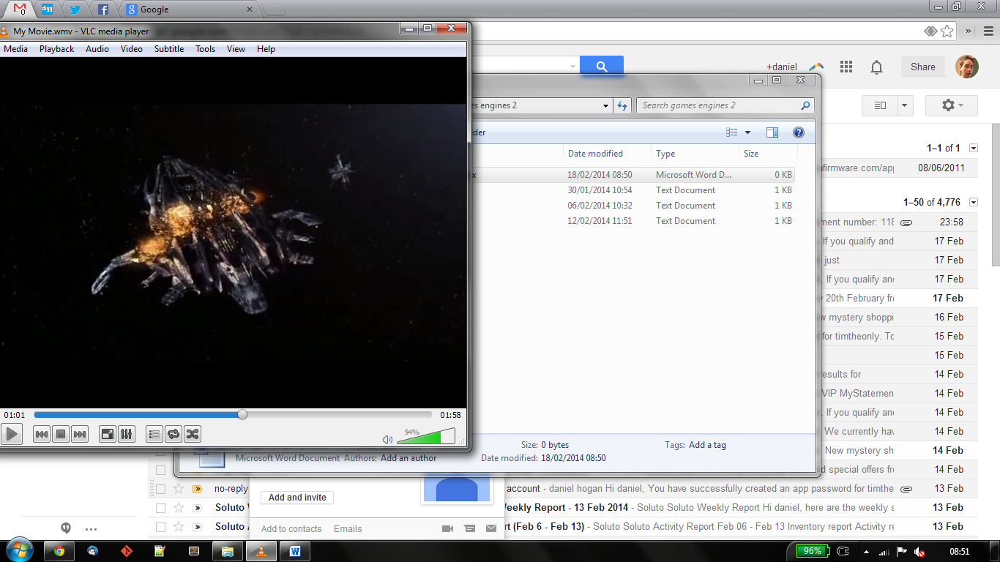 0
digg
Google
My Movie.wmv - VLC media player
Media Playback Audio Video Subtitle Tools View Help
+daniel
Share
es engines 2
Search games engines 2
der
Date modified Type Size
1–1 of 1
x 18/02/2014 08:50 Microsoft Word D... 0 KB
nfirmware.com/app 08/06/2011
30/01/2014 10:54 Text Document 1 KB
06/02/2014 10:32 Text Document 1 KB
12/02/2014 11:51 Text Document 1 KB
1–50 of 4,776
ment number: 118 23:58
If you qualify and 17 Feb
just 17 Feb
. If you qualify and 17 Feb
y 20th February fr 17 Feb
w mystery shoppi 16 Feb
for timtheonly. To 15 Feb
15 Feb
results for 14 Feb
VIP MyStatemen 14 Feb
. If you qualify and 14 Feb
We currently hav 14 Feb
New mystery sh 14 Feb
d special offers fr 14 Feb
01:01 01:58
94%
Size: 0 bytes Tags: Add a tag
Microsoft Word Document Authors: Add an author Date modified: 18/02/2014 08:50
no-reply account - daniel hogan Hi daniel, You have successfully created an app password for timthe 13 Feb
Add and invite
Soluto W eekly Report - 13 Feb 2014 - Soluto Soluto Weekly Report Hi daniel, here are the weekly s 13 Feb
Soluto A rt (Feb 6 - Feb 13) - Soluto Soluto Activity Report Feb 06 - Feb 13 Inventory report Activity re 13 Feb
Add to contacts Emails
96%
08:51